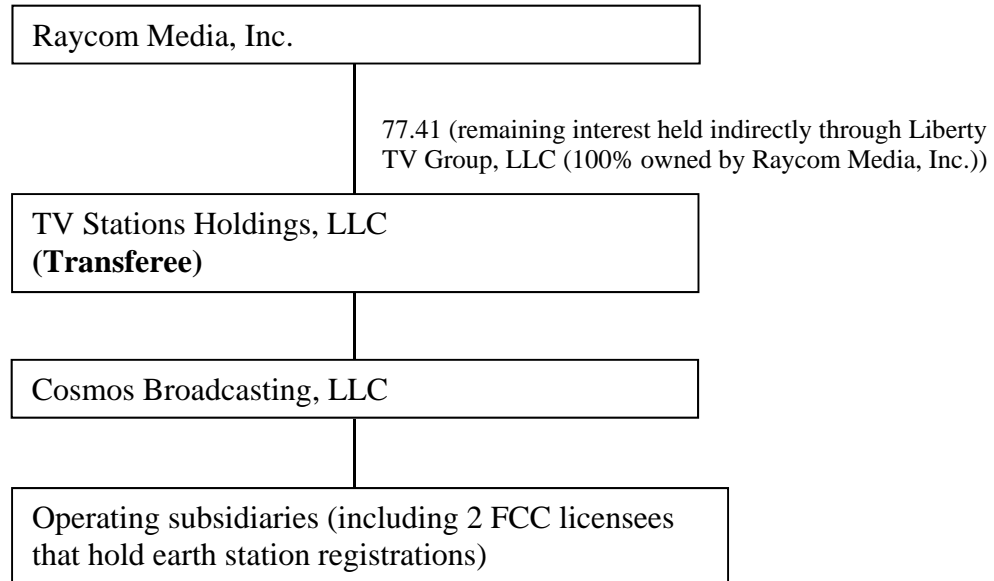 Raycom Media, Inc.
77.41 (remaining interest held indirectly through Liberty
TV Group, LLC (100% owned by Raycom Media, Inc.))
TV Stations Holdings, LLC
(Transferee)
Cosmos Broadcasting, LLC
Operating subsidiaries (including 2 FCC licensees
that hold earth station registrations)